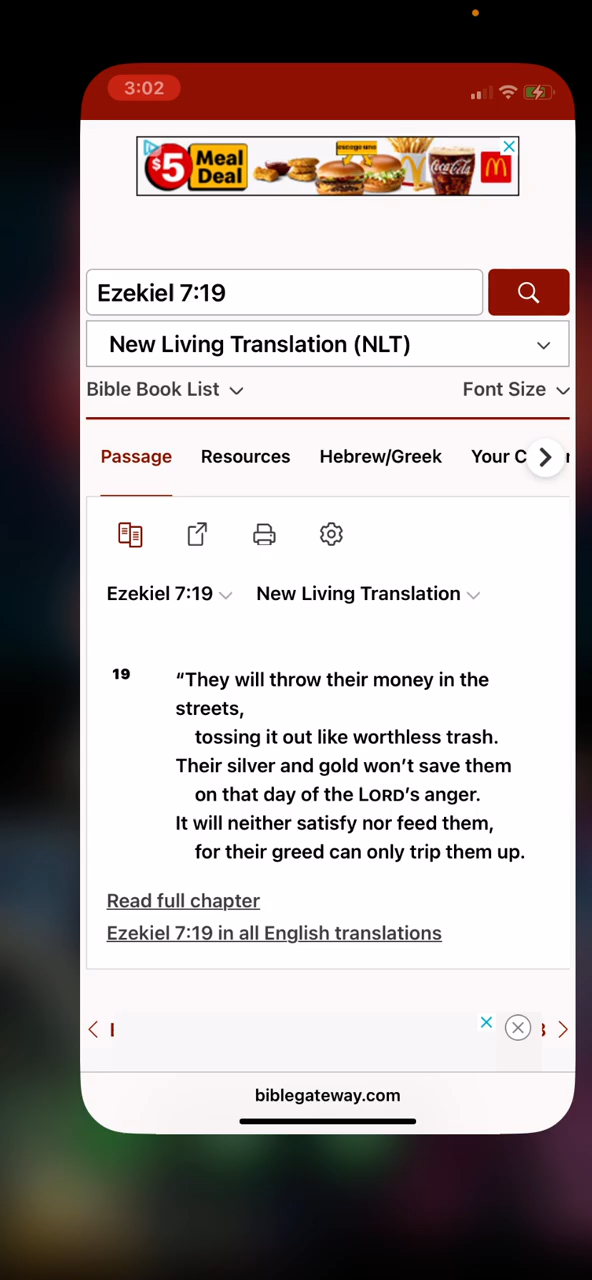 3:02
$5 Meal Deal
escoge uno
Coca-Cola
Ezekiel 7:19
New Living Translation (NLT)
Bible Book List Font Size
Passage Resources Hebrew/Greek Your C
Ezekiel 7:19 New Living Translation
19 “They will throw their money in the
streets,
tossing it out like worthless trash.
Their silver and gold won’t save them
on that day of the LORD’s anger.
It will neither satisfy nor feed them,
for their greed can only trip them up.
Read full chapter
Ezekiel 7:19 in all English translations
biblegateway.com